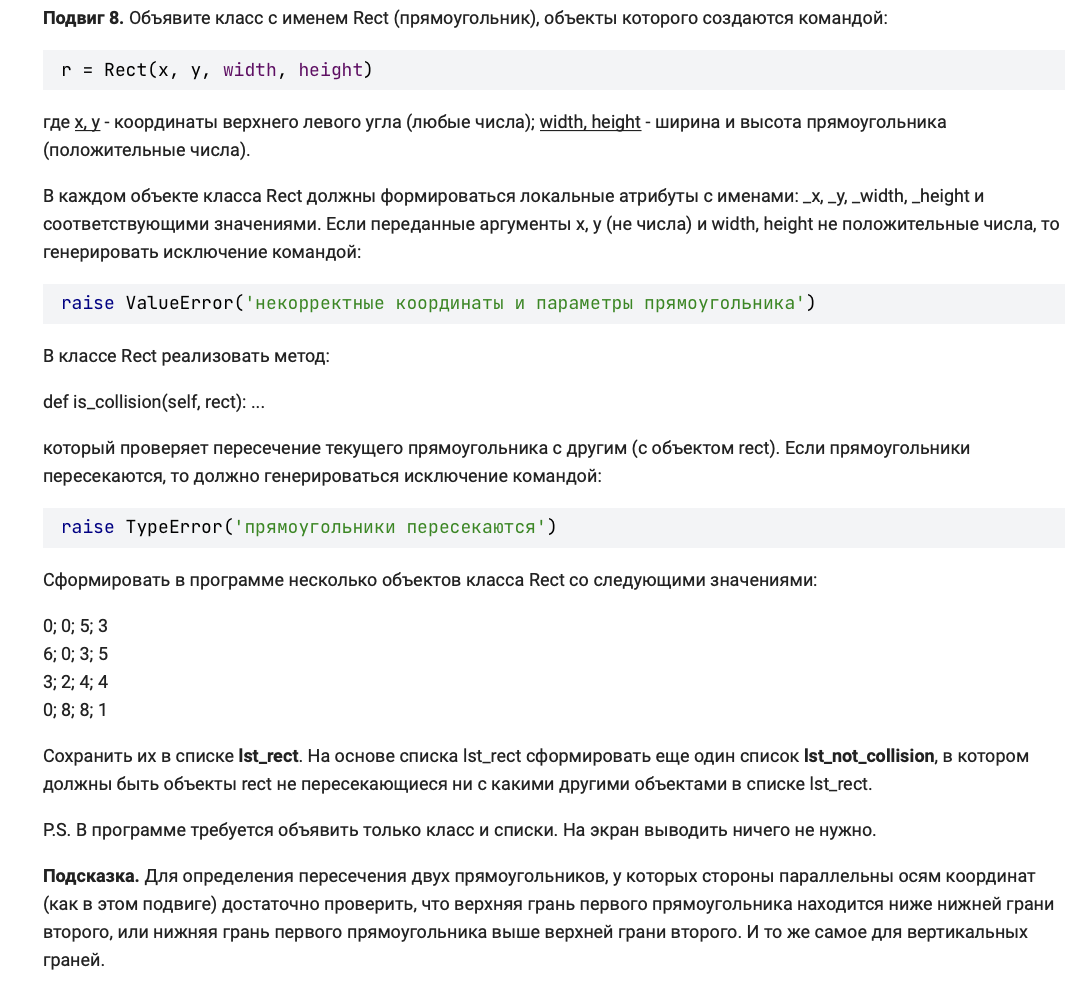 Подвиг 8. Объявите класс с именем Rect (прямоугольник), объекты которого создаются командой:
r = Rect(x, y, width, height)
где x, y - координаты верхнего левого угла (любые числа); width, height - ширина и высота прямоугольника
(положительные числа).
В каждом объекте класса Rect должны формироваться локальные атрибуты с именами: _x, _y, _width, _height и
соответствующими значениями. Если переданные аргументы x, y (не числа) и width, height не положительные числа, то
генерировать исключение командой:
raise ValueError('некорректные координаты и параметры прямоугольника')
В классе Rect реализовать метод:
def is_collision(self, rect): ...
который проверяет пересечение текущего прямоугольника с другим (с объектом rect). Если прямоугольники
пересекаются, то должно генерироваться исключение командой:
raise TypeError('прямоугольники пересекаются')
Сформировать в программе несколько объектов класса Rect со следующими значениями:
0; 0; 5; 3
6; 0; 3; 5
3; 2; 4; 4
0; 8; 8; 1
Сохранить их в списке lst_rect. На основе списка lst_rect сформировать еще один список lst_not_collision, в котором
должны быть объекты rect не пересекающиеся ни с какими другими объектами в списке lst_rect.
P.S. В программе требуется объявить только класс и списки. На экран выводить ничего не нужно.
Подсказка. Для определения пересечения двух прямоугольников, у которых стороны параллельны осям координат
(как в этом подвиге) достаточно проверить, что верхняя грань первого прямоугольника находится ниже нижней грани
второго, или нижняя грань первого прямоугольника выше верхней грани второго. И то же самое для вертикальных
граней.